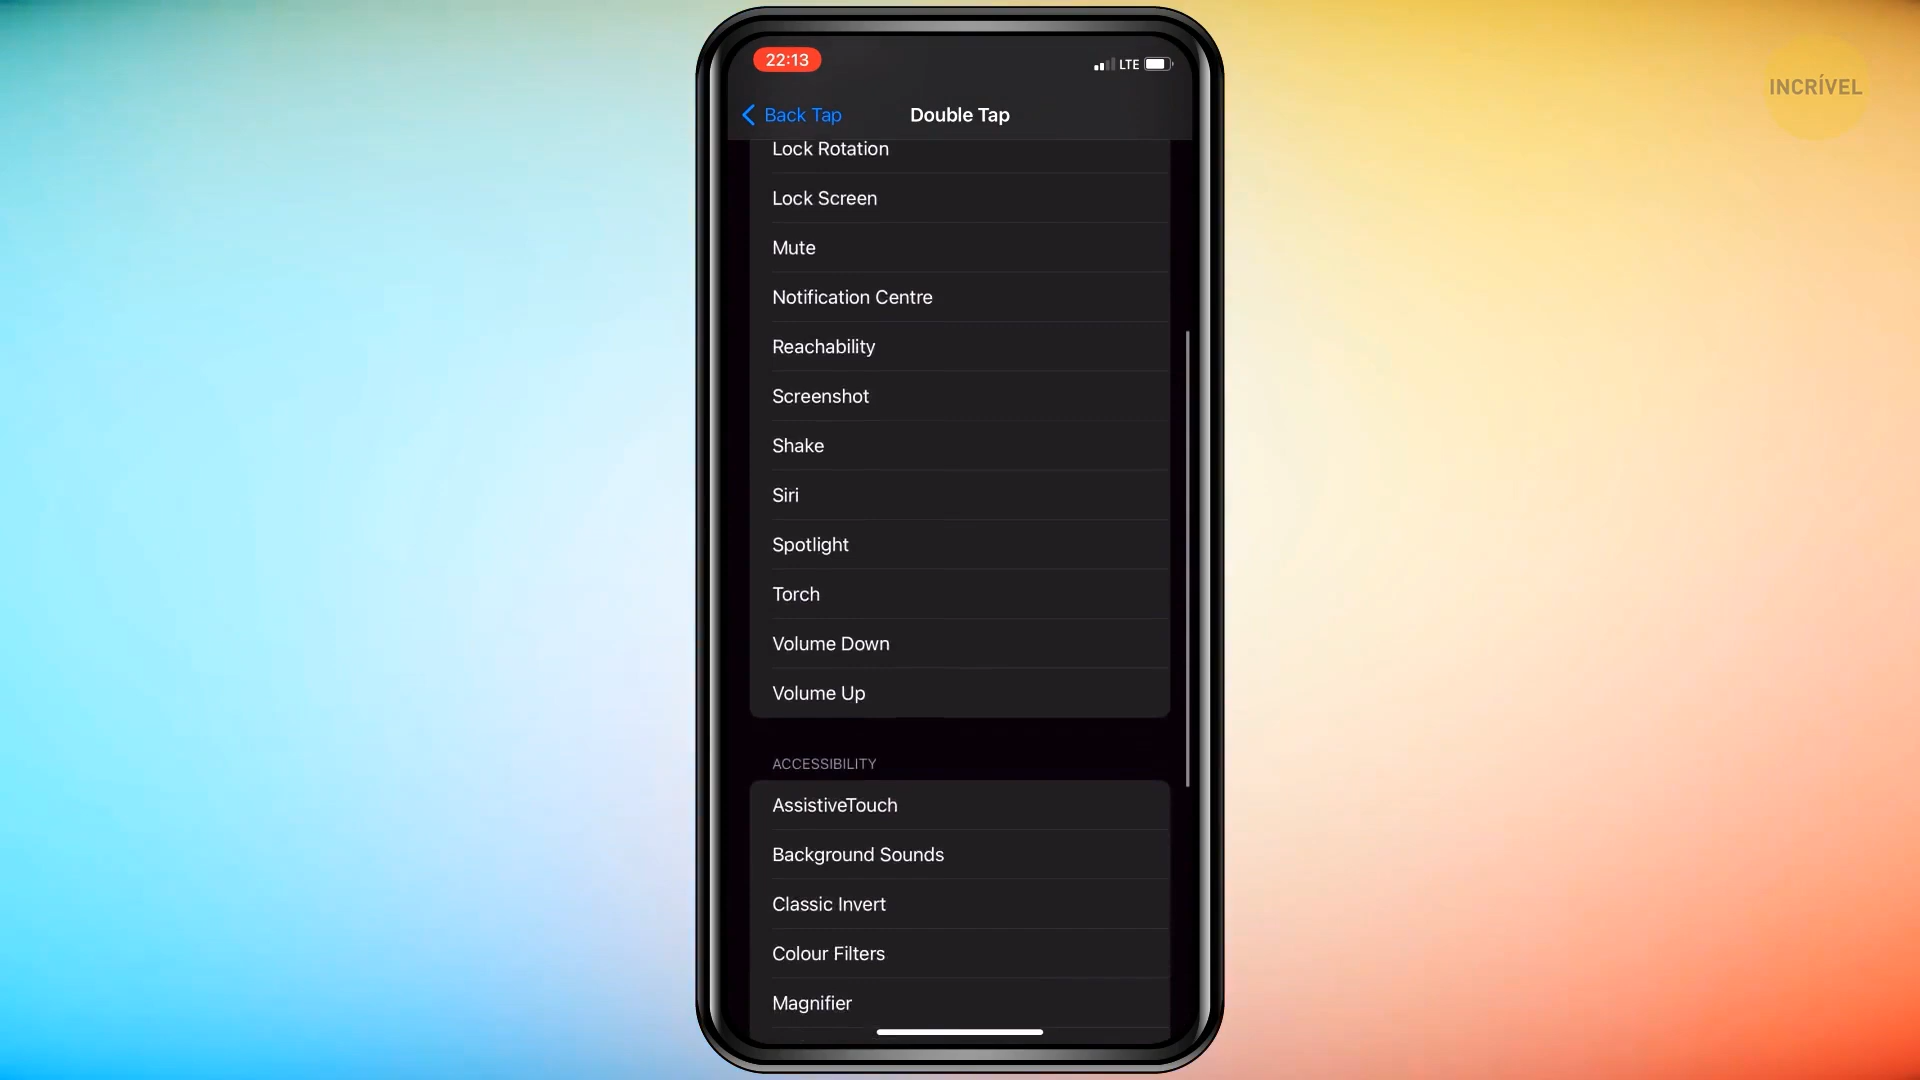 22:13
LTE
INCRÍVEL
Back Tap
Double Tap
Lock Rotation
Lock Screen
Mute
Notification Centre
Reachability
Screenshot
Shake
Siri
Spotlight
Torch
Volume Down
Volume Up
ACCESSIBILITY
AssistiveTouch
Background Sounds
Classic Invert
Colour Filters
Magnifier